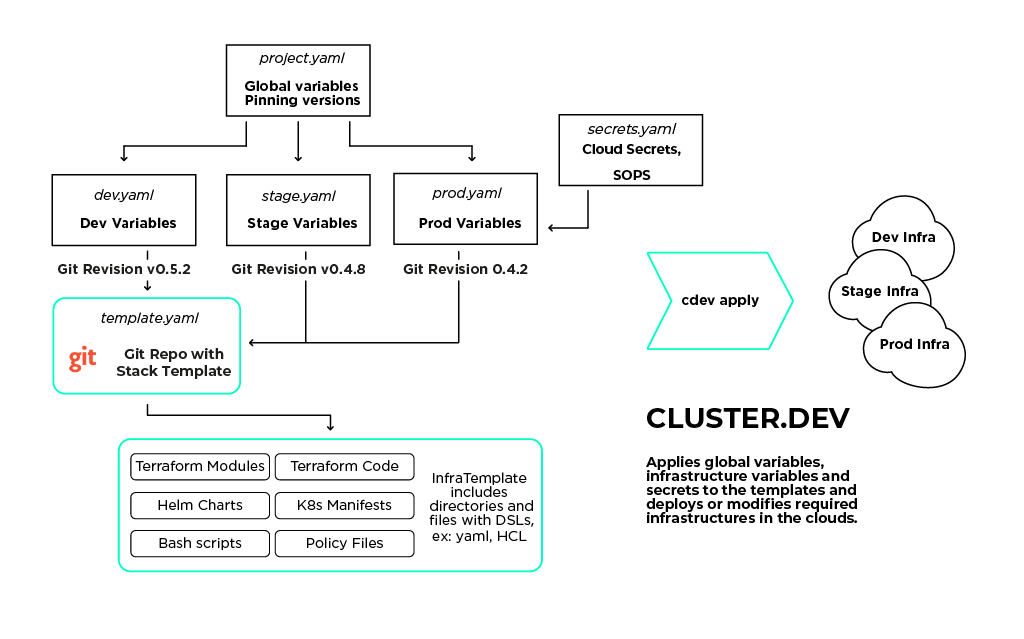 project.yaml
Global variables
Pinning versions
secrets.yaml
Cloud Secrets,
SOPS
dev.yaml
Dev Variables
stage.yaml
Stage Variables
prod.yaml
Prod Variables
Git Revision v0.5.2
Git Revision v0.4.8
Git Revision 0.4.2
template.yaml
git
Git Repo with
Stack Template
Terraform Modules
Terraform Code
Helm Charts
K8s Manifests
Bash scripts
Policy Files
InfraTemplate
includes
directories and
files with DSLs,
ex: yaml, HCL
cdev apply
Dev Infra
Stage Infra
Prod Infra
CLUSTER.DEV
Applies global variables,
infrastructure variables and
secrets to the templates and
deploys or modifies required
infrastructures in the clouds.